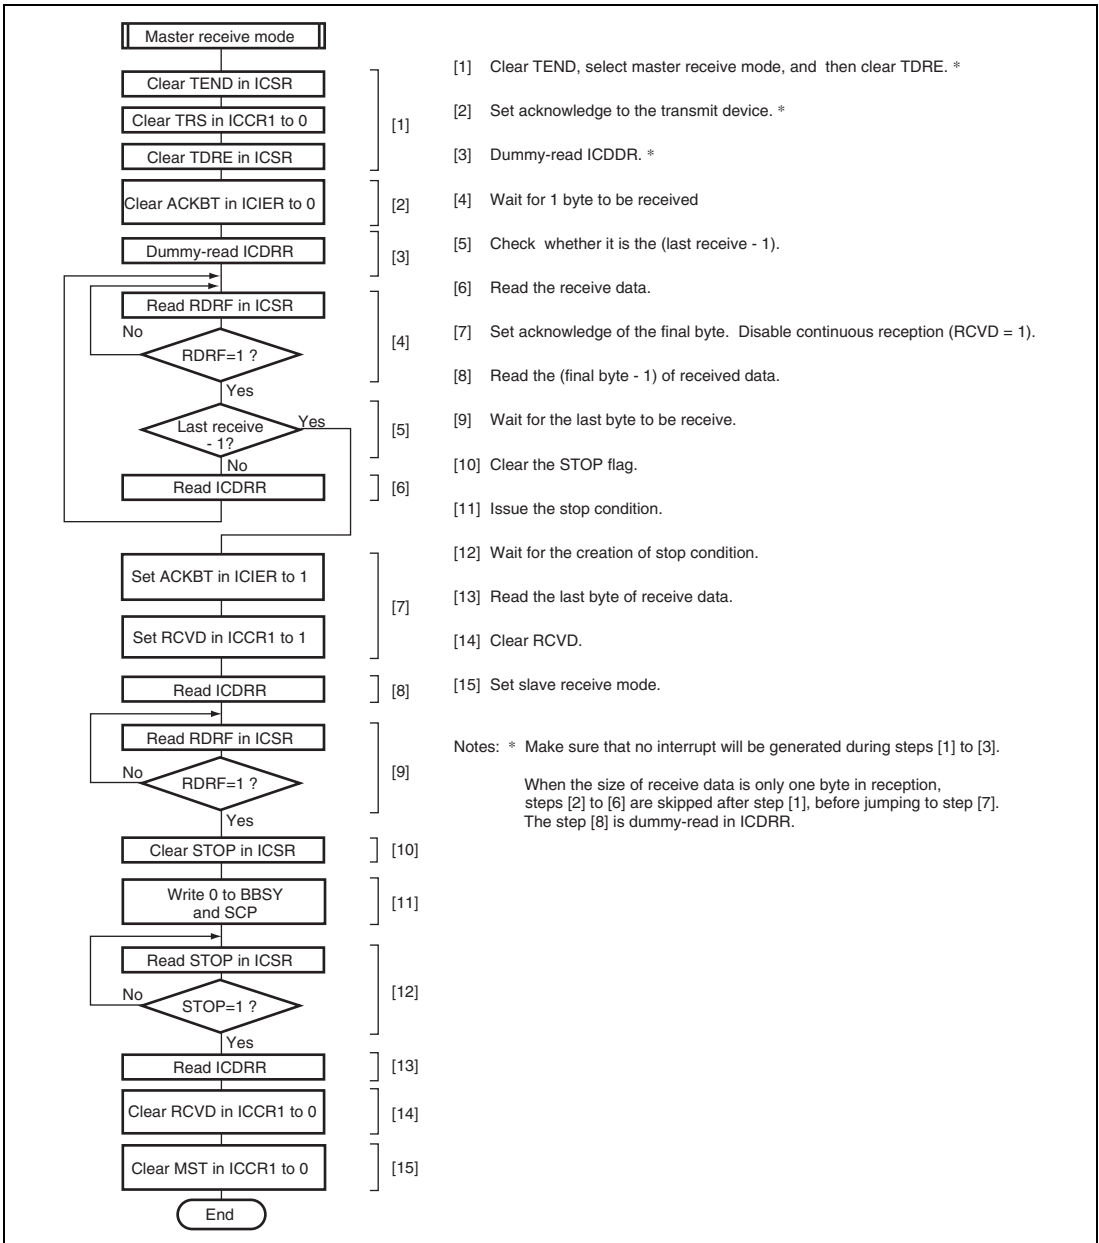 Master receive mode
Clear TEND in ICSR
Clear TRS in ICCR1 to 0
Clear TDRE in ICSR
[1]
Clear ACKBT in ICIER to 0
[2]
Dummy-read ICDRR
[3]
Read RDRF in ICSR
No
RDRF=1 ?
[4]
Yes
Last receive
- 1?
Yes
[5]
No
Read ICDRR
[6]
Set ACKBT in ICIER to 1
[7]
Set RCVD in ICCR1 to 1
Read ICDRR
[8]
Read RDRF in ICSR
No
RDRF=1 ?
[9]
Yes
Clear STOP in ICSR
[10]
Write 0 to BBSY
and SCP
[11]
Read STOP in ICSR
No
STOP=1 ?
[12]
Yes
Read ICDRR
[13]
Clear RCVD in ICCR1 to 0
[14]
Clear MST in ICCR1 to 0
[15]
End
[1] Clear TEND, select master receive mode, and then clear TDRE. *
[2] Set acknowledge to the transmit device. *
[3] Dummy-read ICDDR. *
[4] Wait for 1 byte to be received
[5] Check whether it is the (last receive - 1).
[6] Read the receive data.
[7] Set acknowledge of the final byte. Disable continuous reception (RCVD = 1).
[8] Read the (final byte - 1) of received data.
[9] Wait for the last byte to be receive.
[10] Clear the STOP flag.
[11] Issue the stop condition.
[12] Wait for the creation of stop condition.
[13] Read the last byte of receive data.
[14] Clear RCVD.
[15] Set slave receive mode.
Notes: * Make sure that no interrupt will be generated during steps [1] to [3].
When the size of receive data is only one byte in reception,
steps [2] to [6] are skipped after step [1], before jumping to step [7].
The step [8] is dummy-read in ICDRR.